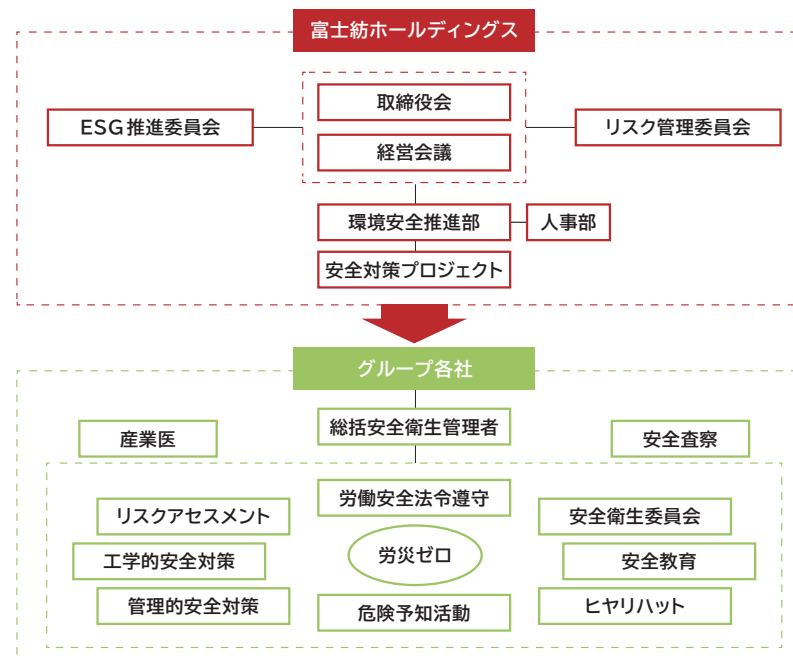 富士紡ホールディングス
取締役会
ESG推進委員会
リスク管理委員会
経営会議
環境安全推進部
人事部
安全対策プロジェクト
グループ各社
総括安全衛生管理者
産業医
安全査察
労働安全法令遵守
リスクアセスメント
安全衛生委員会
労災ゼロ
工学的安全対策
安全教育
管理的安全対策
危険予知活動
ヒヤリハット